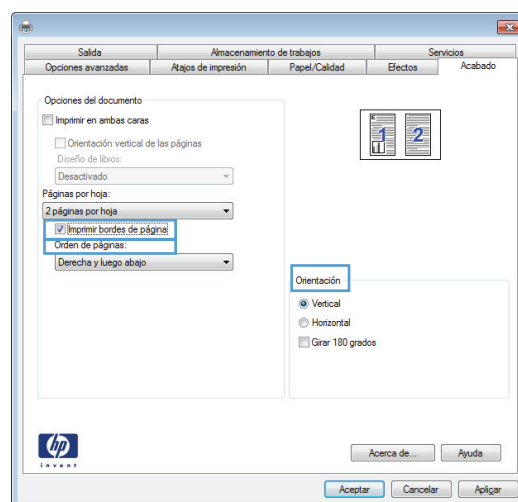 Salida Almacenamiento de trabajos Servicios
Opciones avanzadas Atajos de impresión Papel/Calidad Efectos Acabado
Opciones del documento
Imprimir en ambas caras
Orientación vertical de las páginas
Diseño de libros:
Desactivado
Páginas por hoja:
2 páginas por hoja
Imprimir bordes de página
Orden de páginas:
Derecha y luego abajo
1 2
Orientación
Vertical
Horizontal
Girar 180 grados
hp
invent
Acerca de... Ayuda
Aceptar Cancelar Aplicar